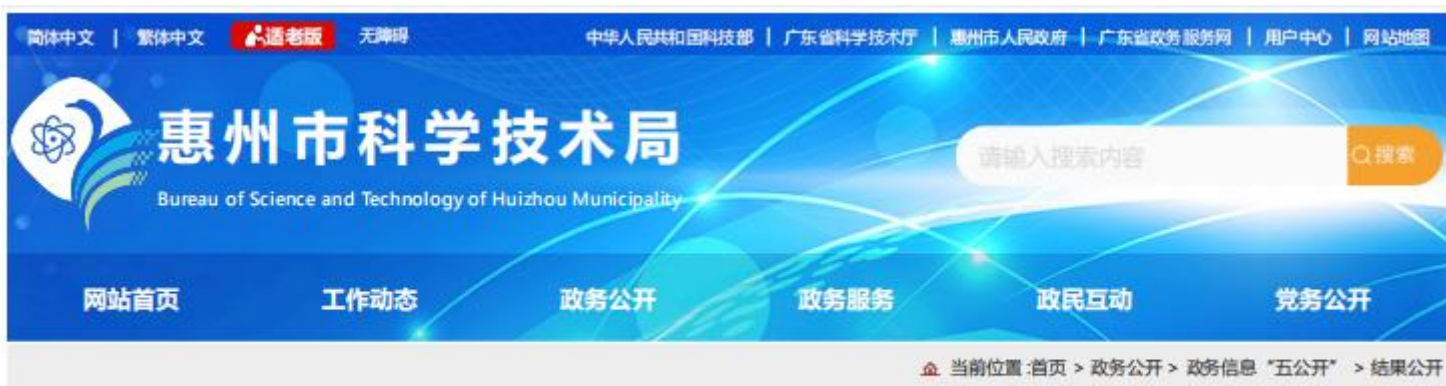 简体中文 | 繁体中文 适老版 无障碍 中华人民共和国科技部 | 广东省科学技术厅 | 惠州市人民政府 | 广东省政务服务网 | 用户中心 | 网站地图
惠州市科学技术局
Bureau of Science and Technology of Huizhou Municipality
请输入搜索内容 搜索
网站首页 工作动态 政务公开 政务服务 政民互动 党务公开
当前位置:首页 > 政务公开 > 政务信息“五公开” > 结果公开